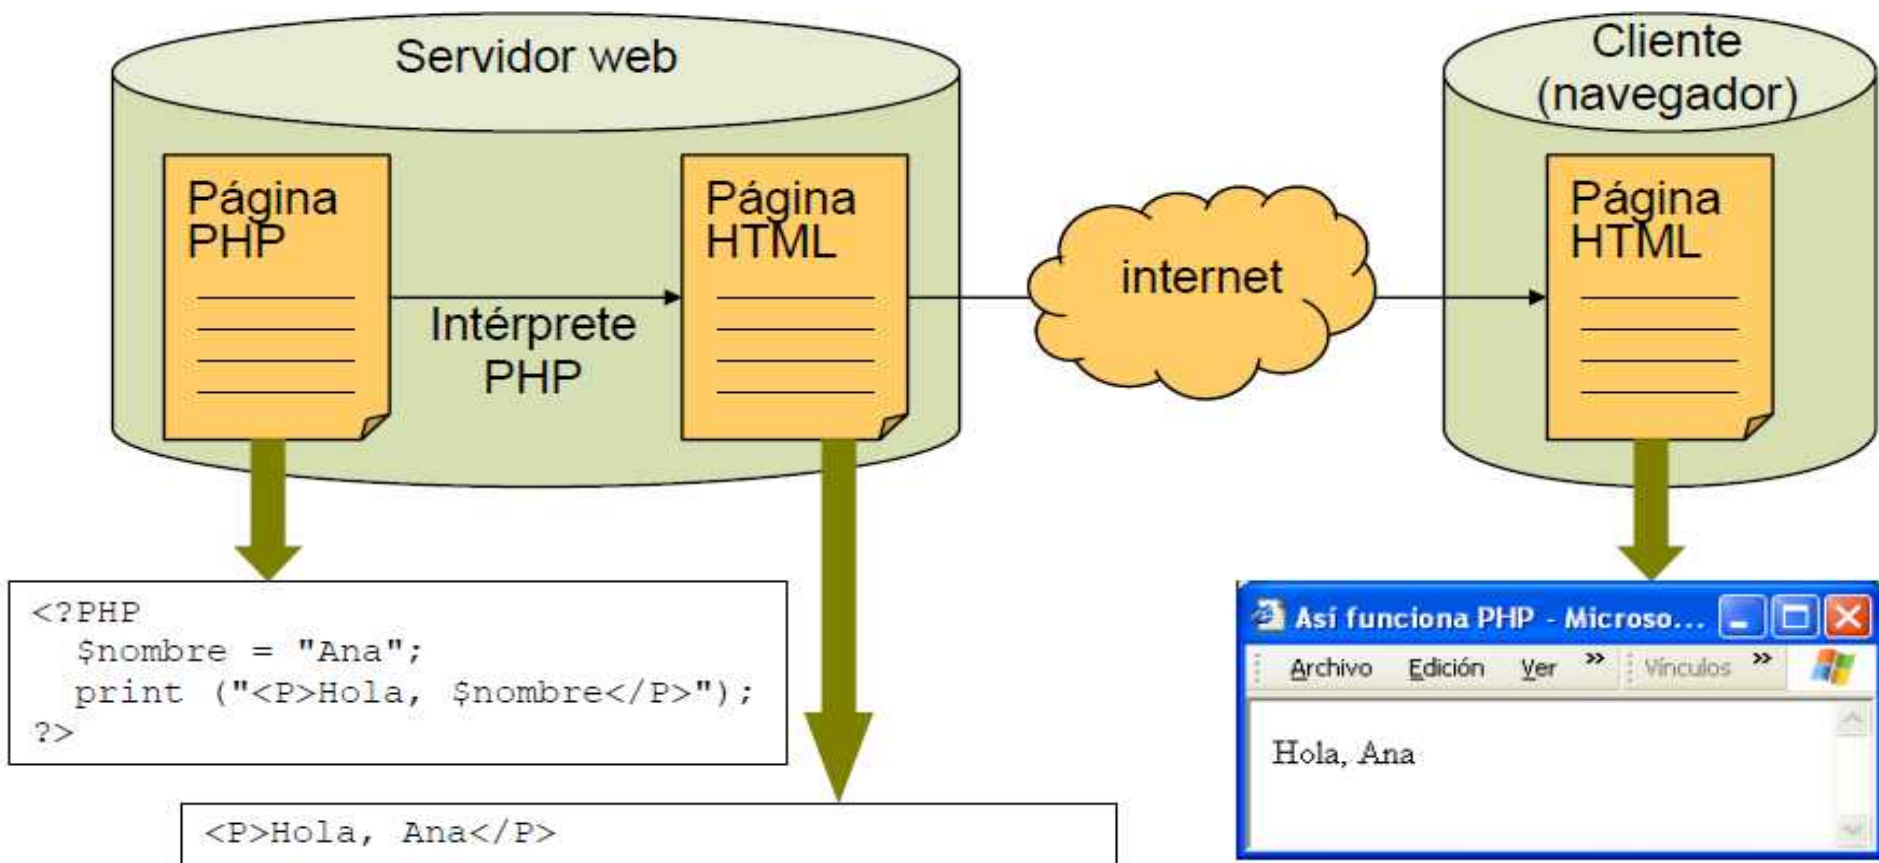 Servidor web
Cliente
(navegador)
Página
PHP
Intérprete
PHP
Página
HTML
internet
Página
HTML
<?PHP
$nombre = "Ana";
print ("<P>Hola, $nombre</P>");
?>
<P>Hola, Ana</P>
Así funciona PHP - Microso...
Archivo Edición Ver » Vínculos »
Hola, Ana